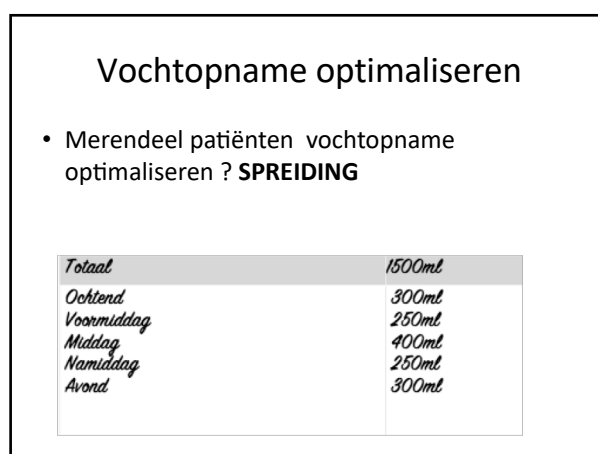 Vochtopname optimaliseren
• Merendeel patiënten vochtopname
optimaliseren ? SPREIDING
Totaal 1500ml
Ochtend 300ml
Voormiddag 250ml
Middag 400ml
Namiddag 250ml
Avond 300ml